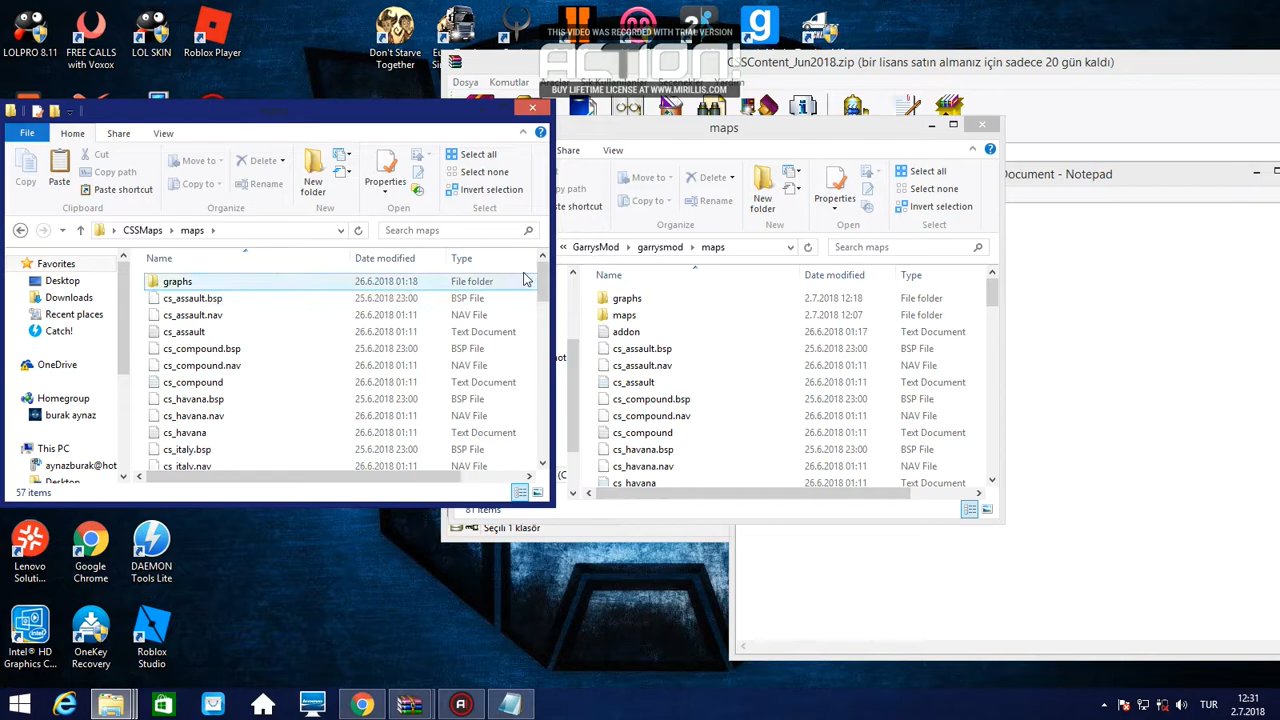 LOLPRO 8.11
FREE CALLS
with Voxox
LOL SKIN
Roblox Player
Don't Starve
Together
THIS VIDEO WAS RECORDED WITH TRIAL VERSION
ACTION!
BUY LIFETIME LICENSE AT WWW.MIRILLIS.COM
SSContent_Jun2018.zip (bir lisans satın almanız için sadece 20 gün kaldı)
Dosya
Komutlar
File
Home
Share
View
Copy
Paste
Cut
Copy path
Paste shortcut
Move to
Copy to
Delete
Rename
New
folder
Properties
Select all
Select none
Invert selection
Clipboard
Organize
New
Open
Select
CSSMaps
maps
Search maps
Favorites
Desktop
Downloads
Recent places
Catch!
OneDrive
Homegroup
burak aynaz
This PC
aynazburak@hot
Desktop
Name Date modified Type
graphs 26.6.2018 01:18 File folder
cs_assault.bsp 25.6.2018 23:00 BSP File
cs_assault.nav 26.6.2018 01:11 NAV File
cs_assault 26.6.2018 01:11 Text Document
cs_compound.bsp 25.6.2018 23:00 BSP File
cs_compound.nav 26.6.2018 01:11 NAV File
cs_compound 26.6.2018 01:11 Text Document
cs_havana.bsp 25.6.2018 23:00 BSP File
cs_havana.nav 26.6.2018 01:11 NAV File
cs_havana 26.6.2018 01:11 Text Document
cs_italy.bsp 25.6.2018 23:00 BSP File
cs_italy.nav 26.6.2018 01:11 NAV File
57 items
maps
Share
View
py path
ste shortcut
Move to
Copy to
Delete
Rename
New
folder
Properties
Select all
Select none
Invert selection
Organize
New
Open
Select
GarrysMod
garrysmod
maps
Search maps
Name Date modified Type
graphs 2.7.2018 12:18 File folder
maps 2.7.2018 12:07 File folder
addon 26.6.2018 01:17 Text Document
cs_assault.bsp 25.6.2018 23:00 BSP File
cs_assault.nav 26.6.2018 01:11 NAV File
cs_assault 26.6.2018 01:11 Text Document
cs_compound.bsp 25.6.2018 23:00 BSP File
cs_compound.nav 26.6.2018 01:11 NAV File
cs_compound 26.6.2018 01:11 Text Document
cs_havana.bsp 25.6.2018 23:00 BSP File
cs_havana.nav 26.6.2018 01:11 NAV File
cs_havana 26.6.2018 01:11 Text Document
81 items
Seçili 1 klasör
Document - Notepad
Lenovo
Soluti...
Google
Chrome
DAEMON
Tools Lite
Intel® HD
Graphics C...
OneKey
Recovery
Roblox
Studio
TUR
12:31
2.7.2018